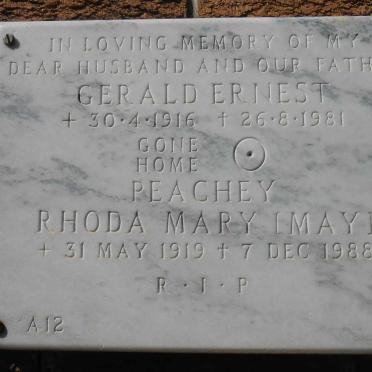 IN LOVING MEMORY OF MY
DEAR HUSBAND AND OUR FATH
GERALD ERNEST
+ 30·4·1916 † 26·8·1981
GONE
HOME
PEACHEY
RHODA MARY [MAY]
+ 31 MAY 1919 † 7 DEC 1988
R·I·P
A12